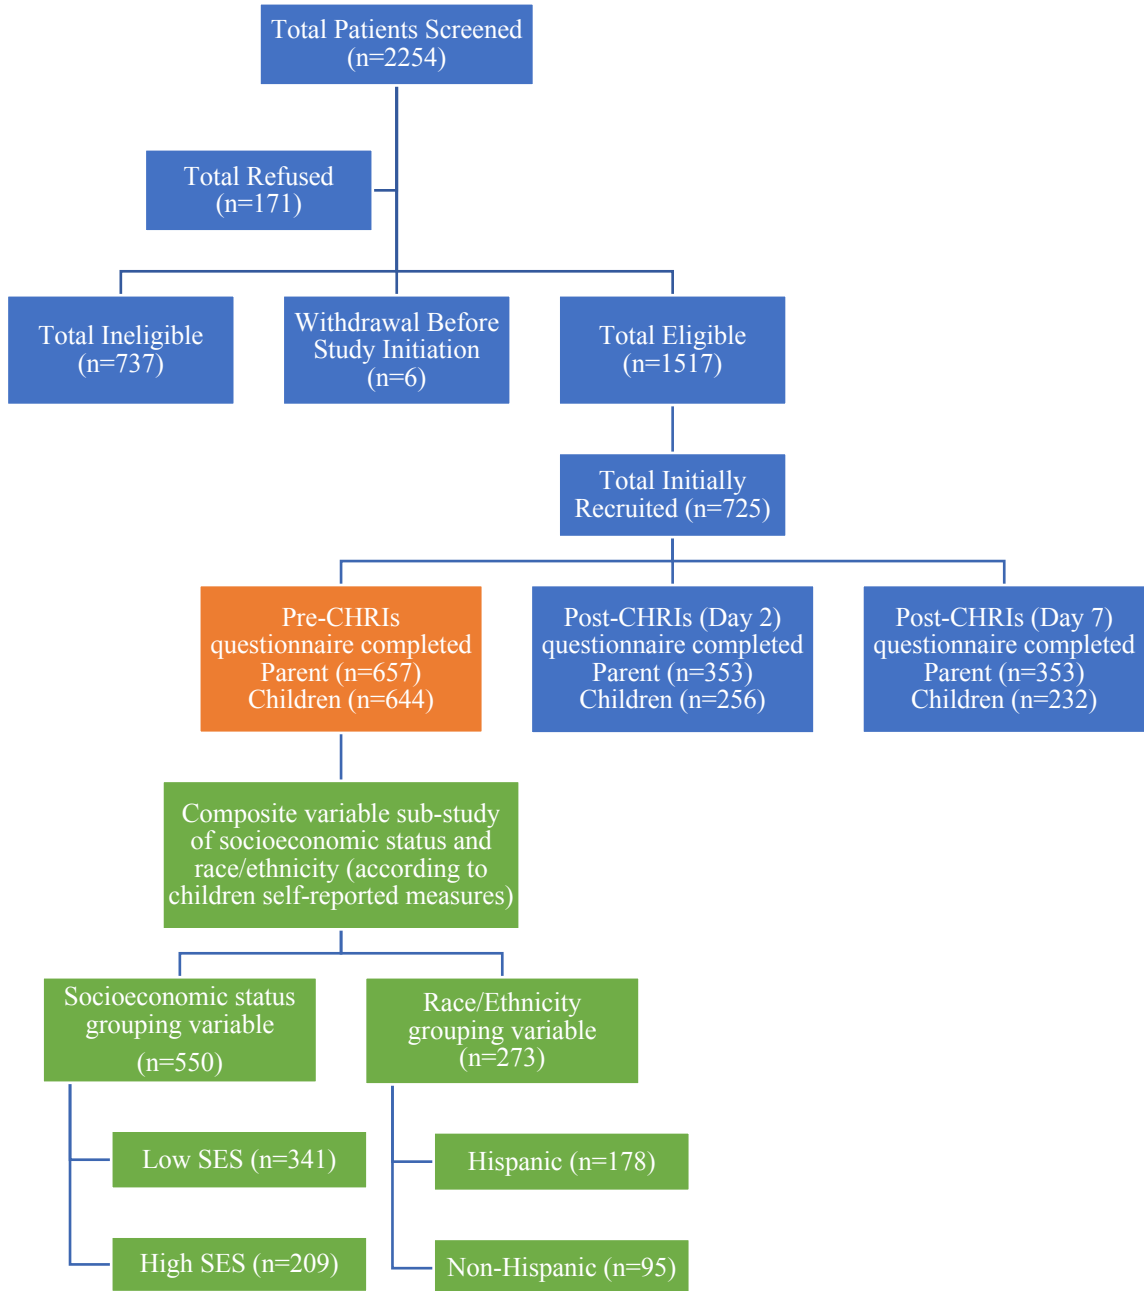 Total Patients Screened
(n=2254)
Total Refused
(n=171)
Total Ineligible
(n=737)
Withdrawal Before
Study Initiation
(n=6)
Total Eligible
(n=1517)
Total Initially
Recruited (n=725)
Pre-CHRIs
questionnaire completed
Parent (n=657)
Children (n=644)
Post-CHRIs (Day 2)
questionnaire completed
Parent (n=353)
Children (n=256)
Post-CHRIs (Day 7)
questionnaire completed
Parent (n=353)
Children (n=232)
Composite variable sub-study
of socioeconomic status and
race/ethnicity (according to
children self-reported measures)
Socioeconomic status
grouping variable
(n=550)
Race/Ethnicity
grouping variable
(n=273)
Low SES (n=341)
Hispanic (n=178)
High SES (n=209)
Non-Hispanic (n=95)